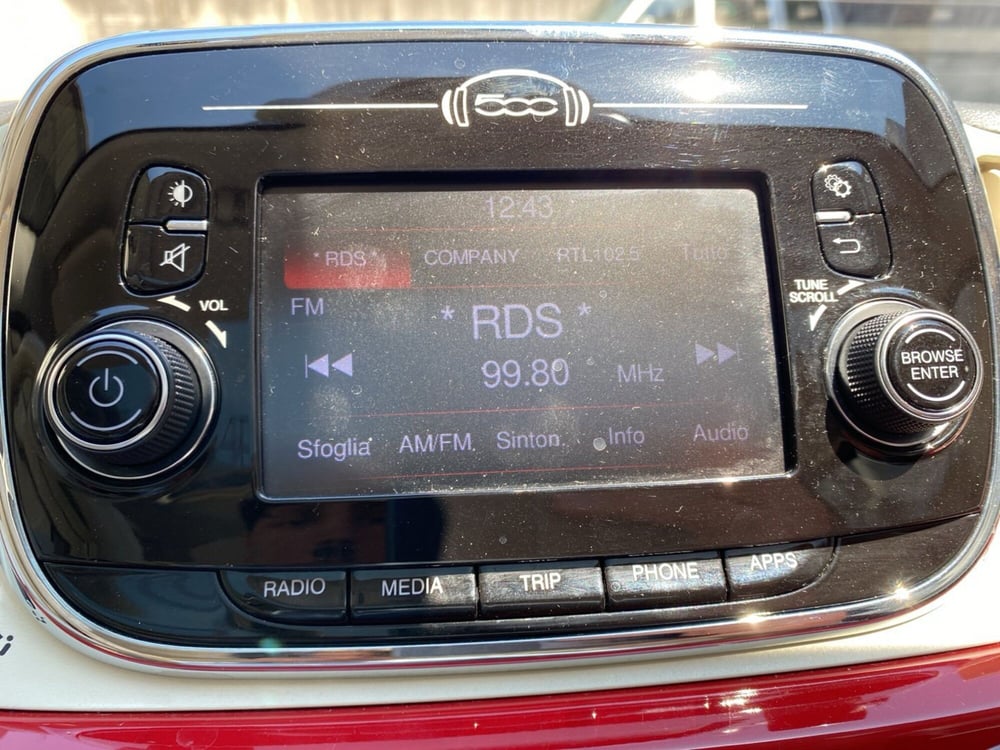 500
12:43
* RDS * COMPANY RTL102.5 Tutto
VOL
TUNE
SCROLL
FM
* RDS *
99.80 MHz
BROWSE
ENTER
Sfoglia AM/FM Sinton. Info Audio
RADIO MEDIA TRIP PHONE APPS